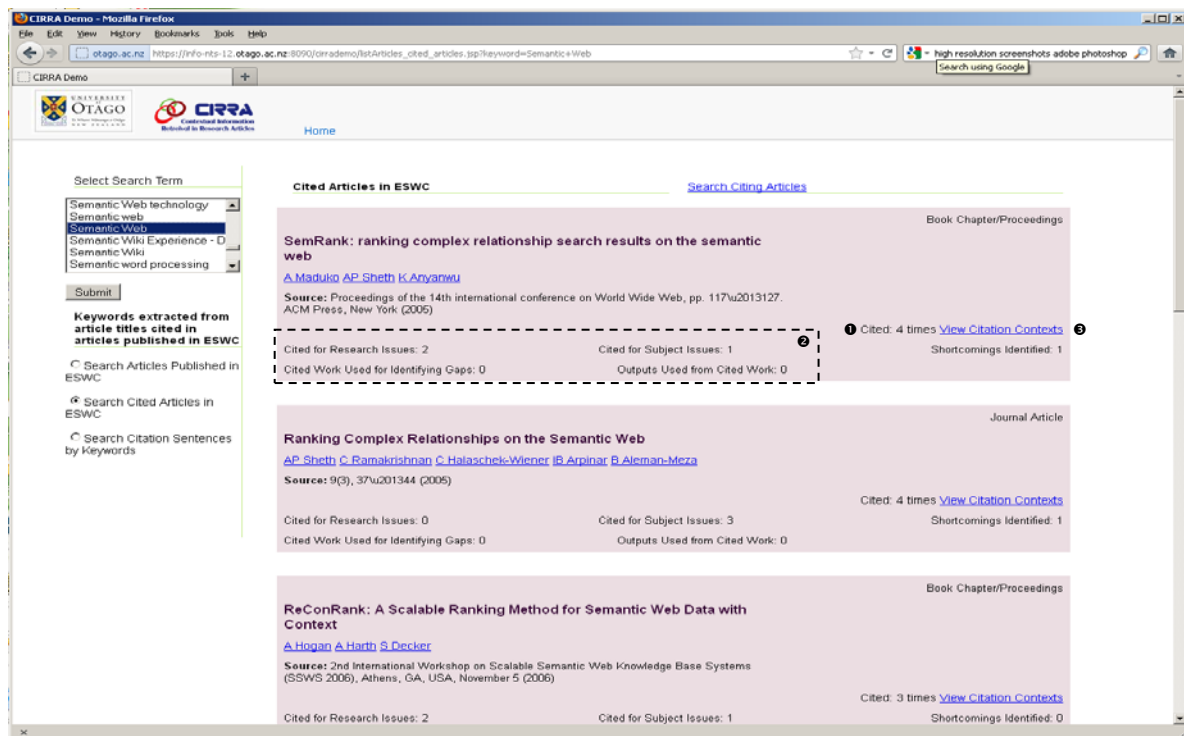 CIRRA Demo - Mozilla Firefox
File Edit View History Bookmarks Tools Help
otago.ac.nz https://info-nts-12.otago.ac.nz:8090/cirrademo/listArticles_cited_articles.jsp?keyword=Semantic+Web
high resolution screenshots adobe photoshop
Search using Google
CIRRA Demo
UNIVERSITY
OF
OTAGO
NEW ZEALAND
CIRRA
Contextual Information
Retrieval in Research Articles
Home
Select Search Term
Semantic Web technology
Semantic web
Semantic Web
Semantic Wiki Experience - D
Semantic Wiki
Semantic word processing
Submit
Keywords extracted from
article titles cited in
articles published in ESWC
Search Articles Published in
ESWC
Search Cited Articles in
ESWC
Search Citation Sentences
by Keywords
Cited Articles in ESWC Search Citing Articles
Book Chapter/Proceedings
SemRank: ranking complex relationship search results on the semantic
web
A Maduko AP Sheth K Anyanwu
Source: Proceedings of the 14th international conference on World Wide Web, pp. 117\u2013127.
ACM Press, New York (2005)
❶ Cited: 4 times View Citation Contexts ❸
❷
Cited for Research Issues: 2 Cited for Subject Issues: 1 Shortcomings Identified: 1
Cited Work Used for Identifying Gaps: 0 Outputs Used from Cited Work: 0
Journal Article
Ranking Complex Relationships on the Semantic Web
AP Sheth C Ramakrishnan C Halaschek-Wiener IB Arpinar B Aleman-Meza
Source: 9(3), 37\u201344 (2005)
Cited: 4 times View Citation Contexts
Cited for Research Issues: 0 Cited for Subject Issues: 3 Shortcomings Identified: 1
Cited Work Used for Identifying Gaps: 0 Outputs Used from Cited Work: 0
Book Chapter/Proceedings
ReConRank: A Scalable Ranking Method for Semantic Web Data with
Context
A Hogan A Harth S Decker
Source: 2nd International Workshop on Scalable Semantic Web Knowledge Base Systems
(SSWS 2006), Athens, GA, USA, November 5 (2006)
Cited: 3 times View Citation Contexts
Cited for Research Issues: 2 Cited for Subject Issues: 1 Shortcomings Identified: 0